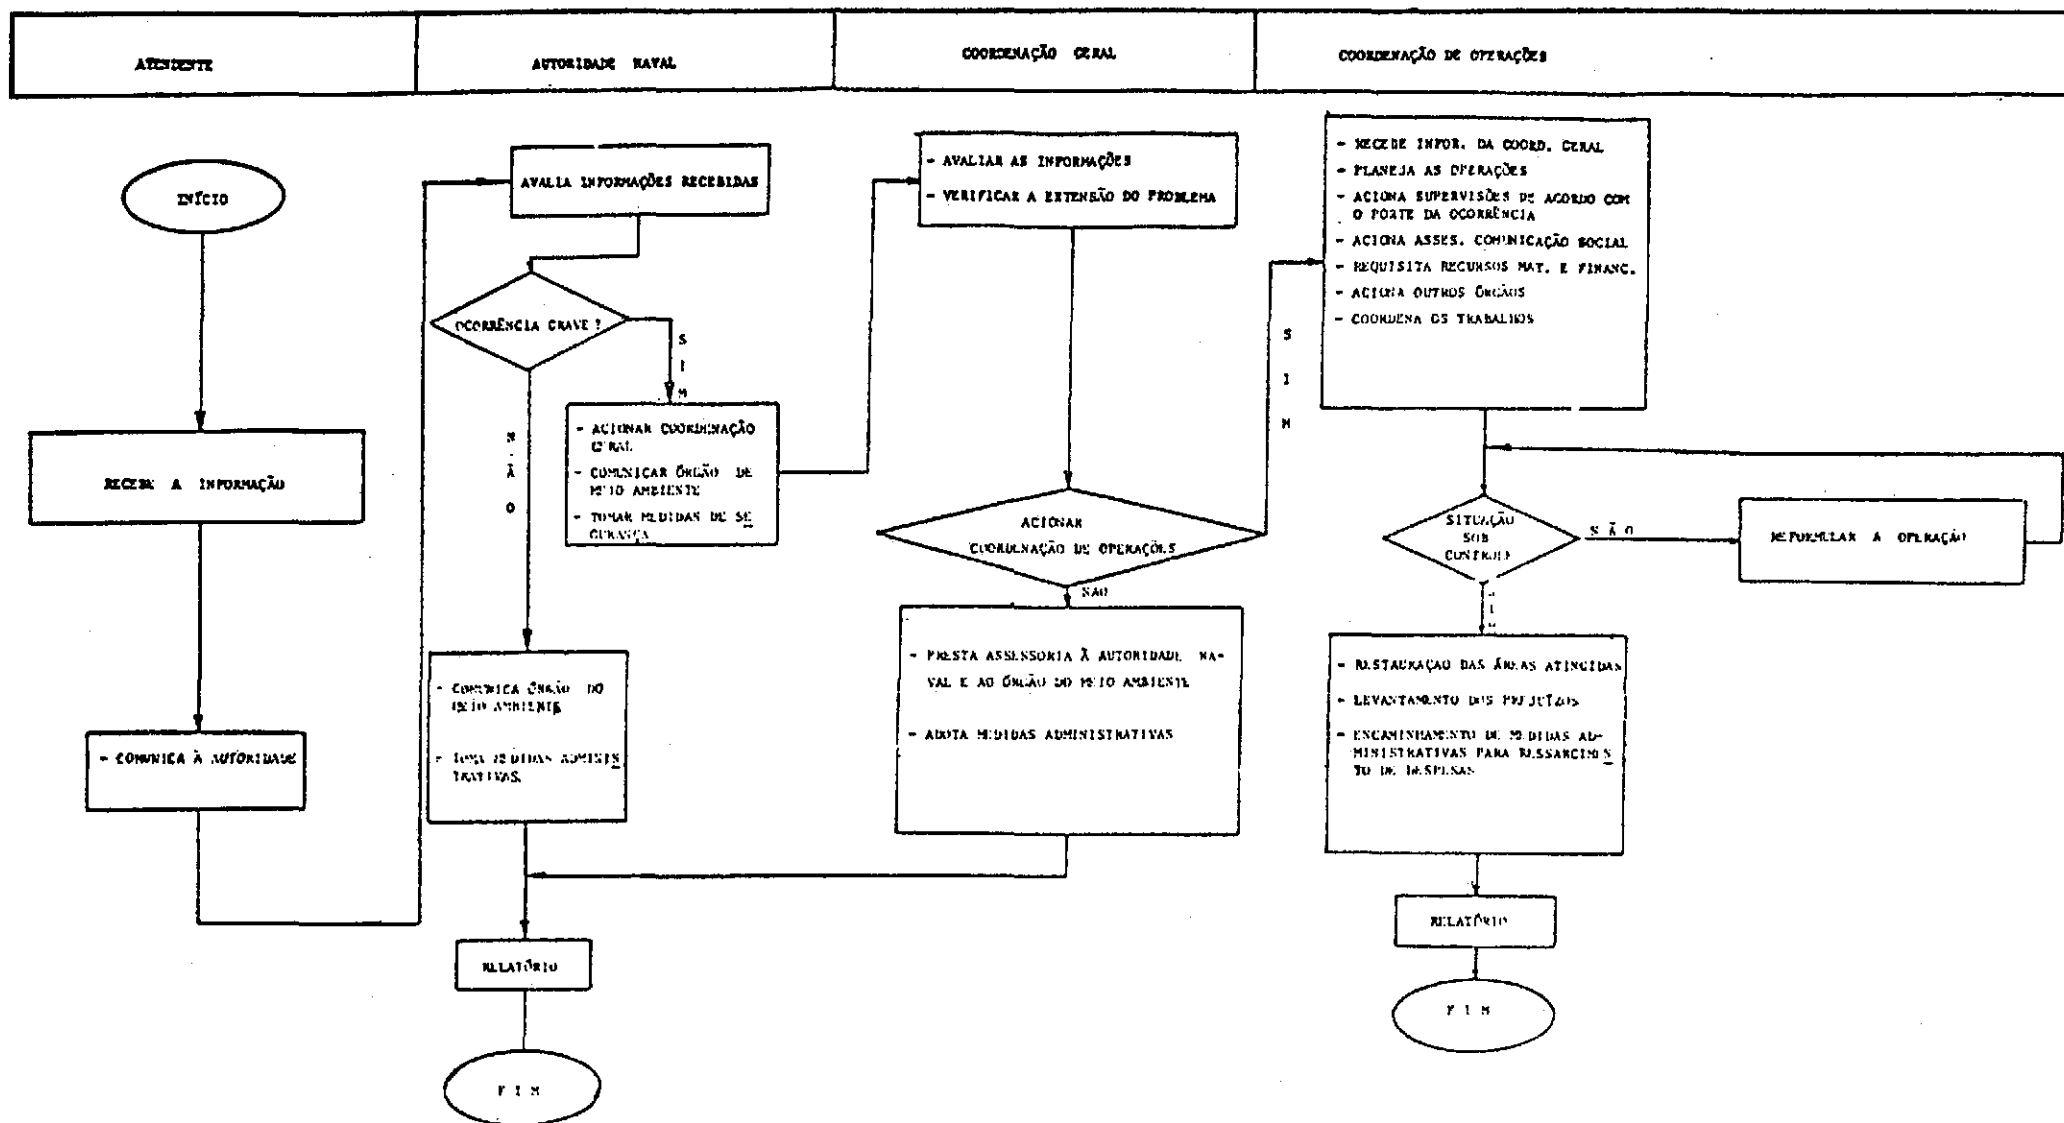 ATENDENTE
AUTORIDADE NAVAL
COORDENAÇÃO GERAL
COORDENAÇÃO DE OPERAÇÕES
INÍCIO
RECEBE A INFORMAÇÃO
- COMUNICA À AUTORIDADE
AVALIA INFORMAÇÕES RECEBIDAS
OCORRÊNCIA GRAVE ?
SIM
NÃO
- ACIONAR COORDENAÇÃO
GERAL
- COMUNICAR ÓRGÃO DE
MEIO AMBIENTE
- TOMAR MEDIDAS DE SE
GURANÇA
- COMUNICA ÓRGÃO DO
MEIO AMBIENTE
- TOMA MEDIDAS ADMINIS
TRATIVAS.
RELATÓRIO
F I M
- AVALIAR AS INFORMAÇÕES
- VERIFICAR A EXTENSÃO DO PROBLEMA
ACIONAR
COORDENAÇÃO DE OPERAÇÕES
SIM
NÃO
- PRESTA ASSESSORIA À AUTORIDADE NA-
VAL E AO ÓRGÃO DO MEIO AMBIENTE
- ADOTA MEDIDAS ADMINISTRATIVAS
- RECEBE INFOR. DA COORD. GERAL
- PLANEJA AS OPERAÇÕES
- ACIONA SUPERVISÕES DE ACORDO COM
O PORTE DA OCORRÊNCIA
- ACIONA ASSES. COMUNICAÇÃO SOCIAL
- REQUISITA RECURSOS MAT. E FINANC.
- ACIONA OUTROS ÓRGÃOS
- COORDENA OS TRABALHOS
SITUAÇÃO
SOB
CONTROLE
NÃO
REFORMULAR A OPERAÇÃO
SIM
- RESTAURAÇÃO DAS ÁREAS ATINGIDAS
- LEVANTAMENTO DOS PREJUÍZOS
- ENCAMINHAMENTO DE MEDIDAS AD-
MINISTRATIVAS PARA RESSARCIMEN
TO DE DESPESAS
RELATÓRIO
F I M